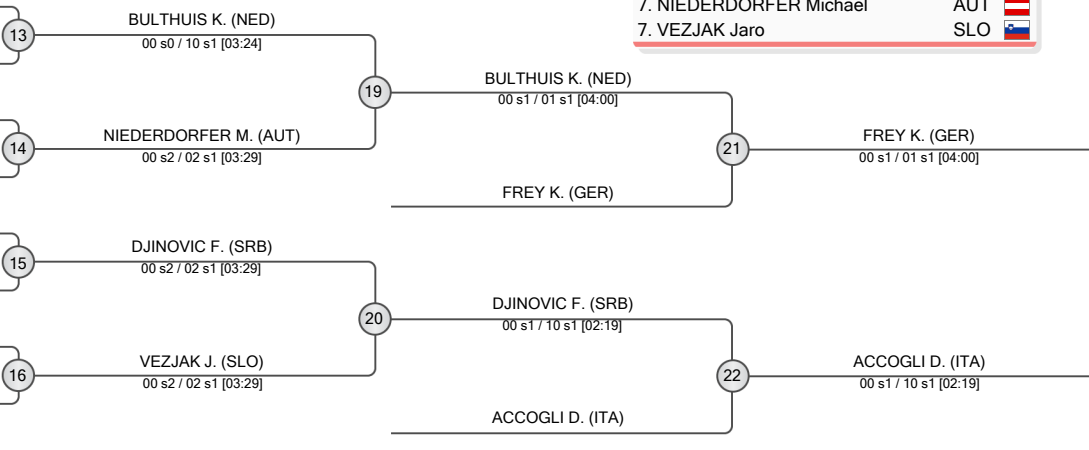 7. NIEDERDORFER Michael AUT
7. VEZJAK Jaro SLO
13
BULTHUIS K. (NED)
00 s0 / 10 s1 [03:24]
19
BULTHUIS K. (NED)
00 s1 / 01 s1 [04:00]
14
NIEDERDORFER M. (AUT)
00 s2 / 02 s1 [03:29]
21
FREY K. (GER)
00 s1 / 01 s1 [04:00]
FREY K. (GER)
15
DJINOVIC F. (SRB)
00 s2 / 02 s1 [03:29]
20
DJINOVIC F. (SRB)
00 s1 / 10 s1 [02:19]
16
VEZJAK J. (SLO)
00 s2 / 02 s1 [03:29]
22
ACCOGLI D. (ITA)
00 s1 / 10 s1 [02:19]
ACCOGLI D. (ITA)